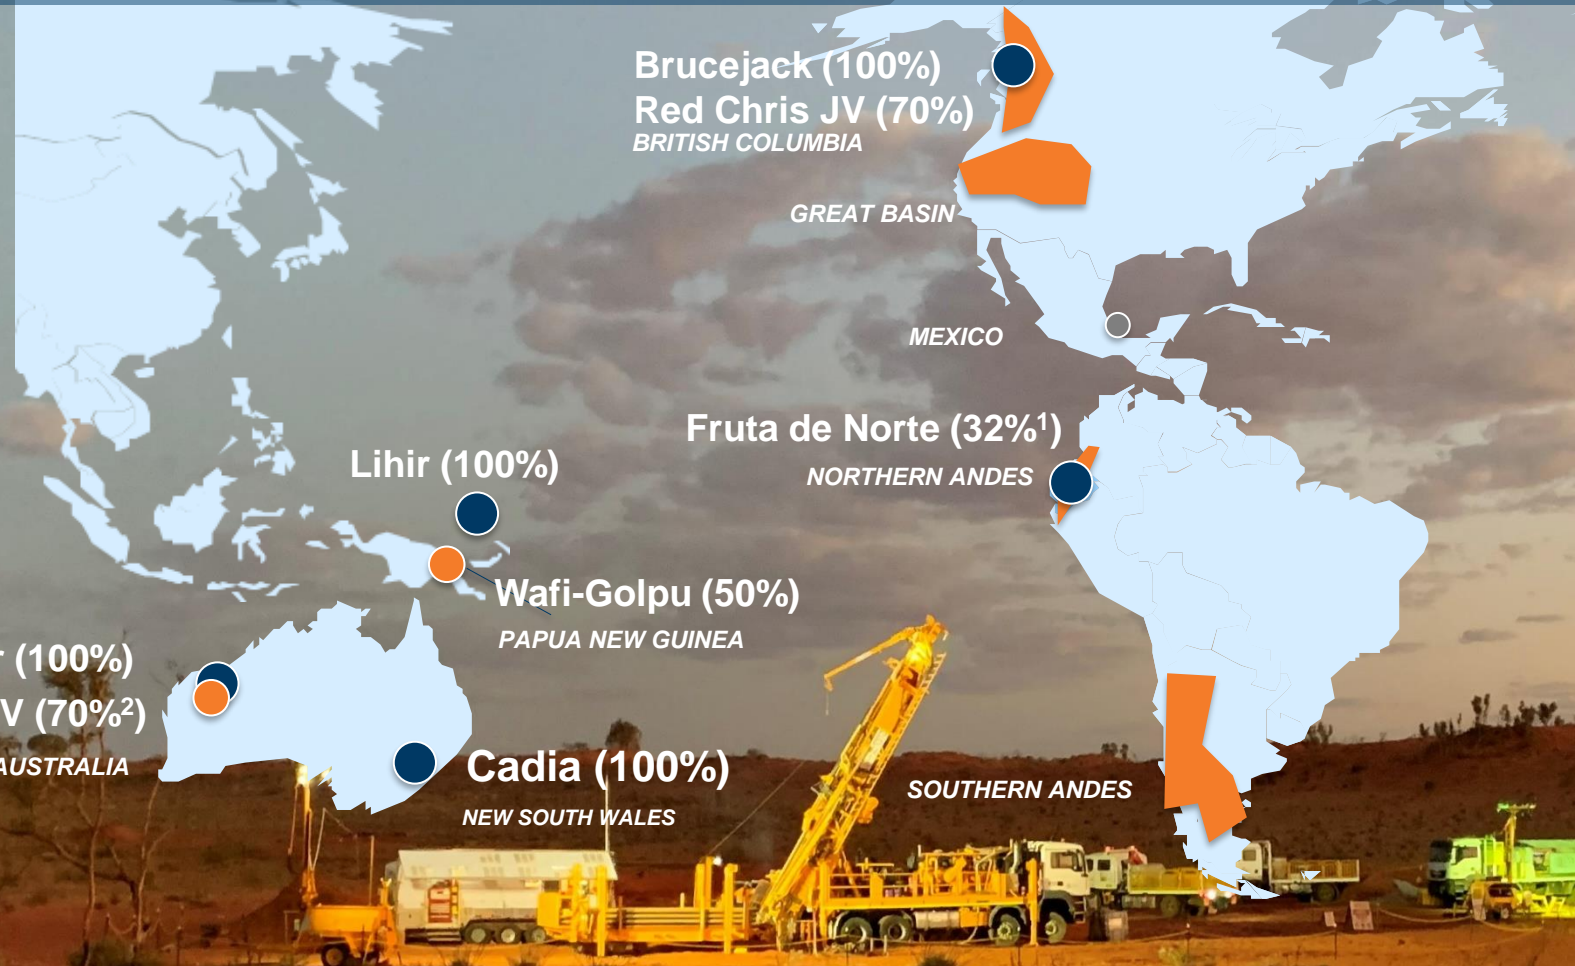 Brucejack (100%)
Red Chris JV (70%)
BRITISH COLUMBIA
GREAT BASIN
MEXICO
Fruta de Norte (32%¹)
NORTHERN ANDES
Lihir (100%)
Wafi-Golpu (50%)
PAPUA NEW GUINEA
r (100%)
V (70%²)
AUSTRALIA
Cadia (100%)
NEW SOUTH WALES
SOUTHERN ANDES